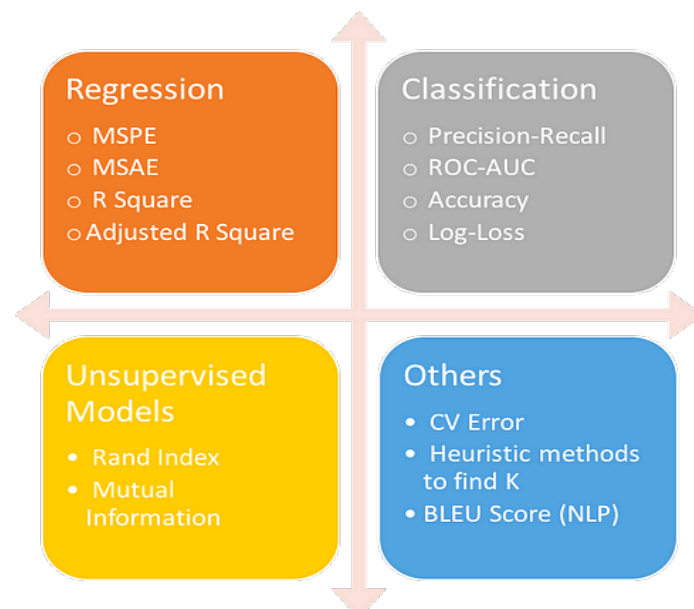 Regression
o MSPE
o MSAE
o R Square
o Adjusted R Square
Classification
o Precision-Recall
o ROC-AUC
o Accuracy
o Log-Loss
Unsupervised
Models
• Rand Index
• Mutual
Information
Others
• CV Error
• Heuristic methods
to find K
• BLEU Score (NLP)